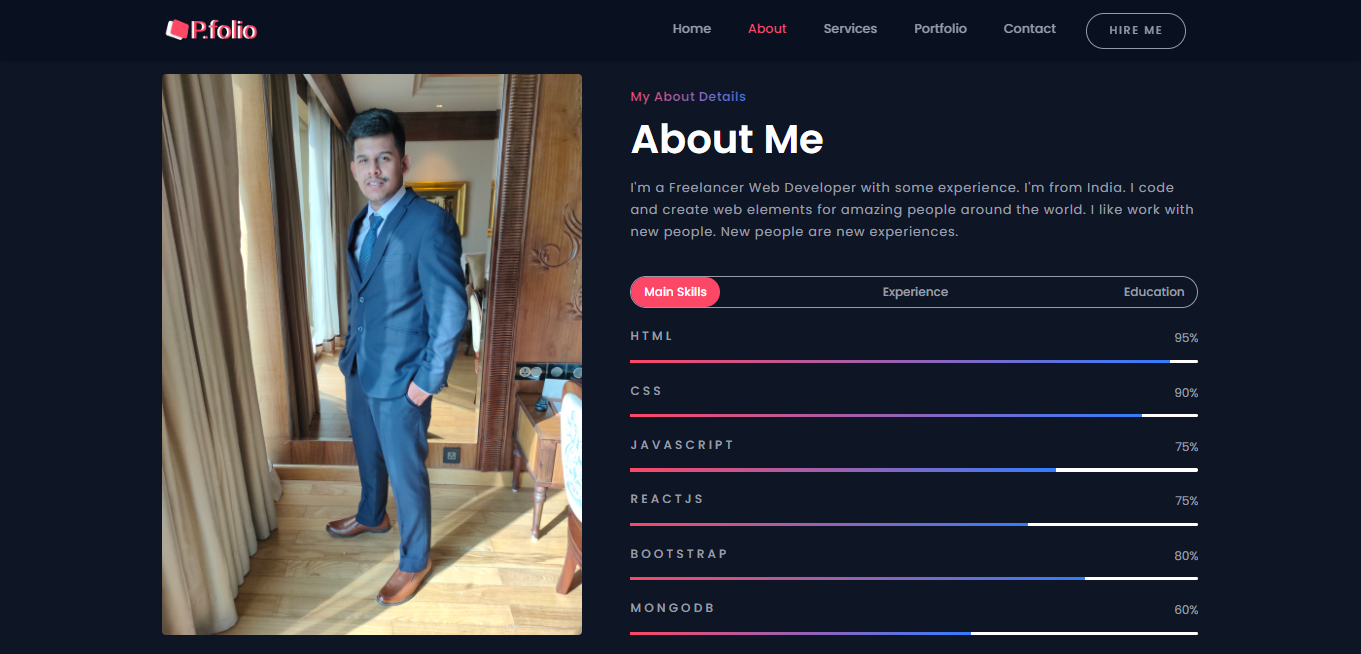 P.folio
Home About Services Portfolio Contact HIRE ME
My About Details
About Me
I'm a Freelancer Web Developer with some experience. I'm from India. I code
and create web elements for amazing people around the world. I like work with
new people. New people are new experiences.
Main Skills Experience Education
HTML 95%
CSS 90%
JAVASCRIPT 75%
REACTJS 75%
BOOTSTRAP 80%
MONGODB 60%